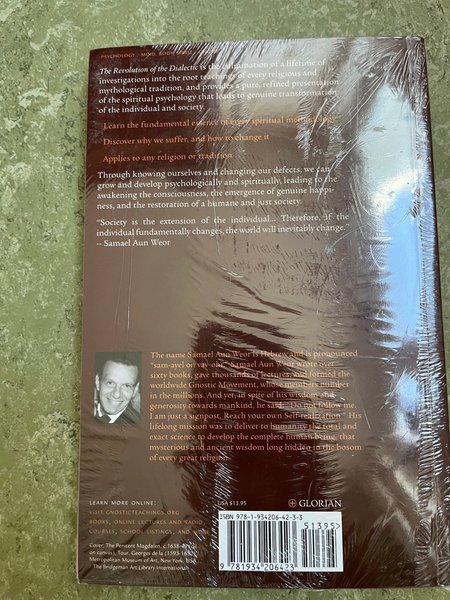 PSYCHOLOGY / MIND, BODY, SPIRIT
The Revolution of the Dialectic is the culmination of a lifetime of
investigations into the root teachings of every religious and
mythological tradition, and provides a pure, refined presentation
of the spiritual psychology that leads to genuine transformation
of the individual and society.
Learn the fundamental essence of every spiritual methodology
Discover why we suffer, and how to change it
Applies to any religion or tradition
Through knowing ourselves and changing our defects, we can
grow and develop psychologically and spiritually, leading to the
awakening the consciousness, the emergence of genuine happi-
ness, and the restoration of a humane and just society.
"Society is the extension of the individual... Therefore, if the
individual fundamentally changes, the world will inevitably change."
-- Samael Aun Weor
The name Samael Aun Weor is Hebrew and is pronounced
"sam-ayel on vay-our." Samael Aun Weor wrote over
sixty books, gave thousands of lectures, and formed the
worldwide Gnostic Movement, whose members number
in the millions. And yet, in spite of his wisdom and
generosity towards mankind, he said, "Do not follow me.
I am just a signpost. Reach your own Self-realization." His
lifelong mission was to deliver to humanity the total and
exact science to develop the complete human being, that
mysterious and ancient wisdom long hidden in the bosom
of every great religion.
LEARN MORE ONLINE:
VISIT GNOSTICTEACHINGS.ORG
BOOKS, ONLINE LECTURES AND RADIO
COURSES, SCHOOL LISTINGS, AND
Cover: The Penitent Magdalen, c.1638-43 (oil
on canvas), Tour, Georges de la (1593-1652)
Metropolitan Museum of Art, New York, USA
The Bridgeman Art Library International
USA $13.95
GLORIAN
ISBN 978-1-934206-42-3
51395>
9 781934 206423